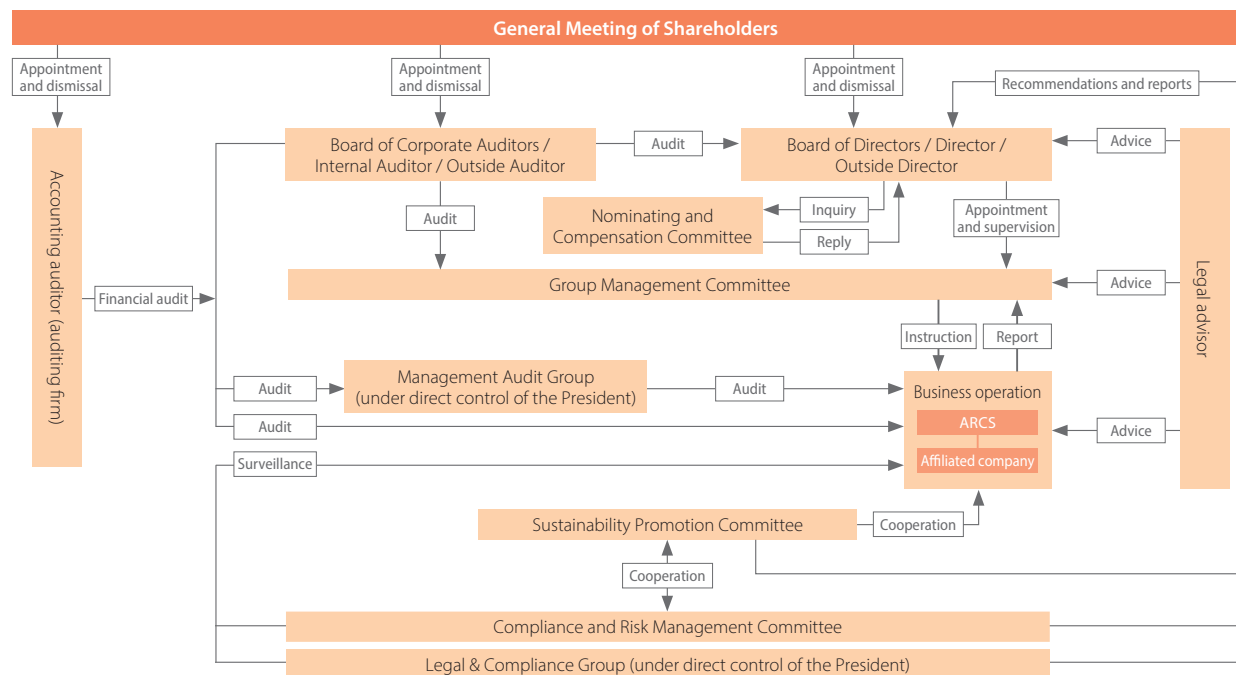 General Meeting of Shareholders
Appointment
and dismissal
Appointment
and dismissal
Appointment
and dismissal
Recommendations and reports
Accounting auditor (auditing firm)
Board of Corporate Auditors /
Internal Auditor / Outside Auditor
Audit
Board of Directors / Director /
Outside Director
Advice
Legal advisor
Audit
Nominating and
Compensation Committee
Inquiry
Reply
Appointment
and supervision
Financial audit
Group Management Committee
Advice
Instruction
Report
Audit
Management Audit Group
(under direct control of the President)
Audit
Business operation
ARCS
Affiliated company
Audit
Advice
Surveillance
Sustainability Promotion Committee
Cooperation
Cooperation
Compliance and Risk Management Committee
Legal & Compliance Group (under direct control of the President)